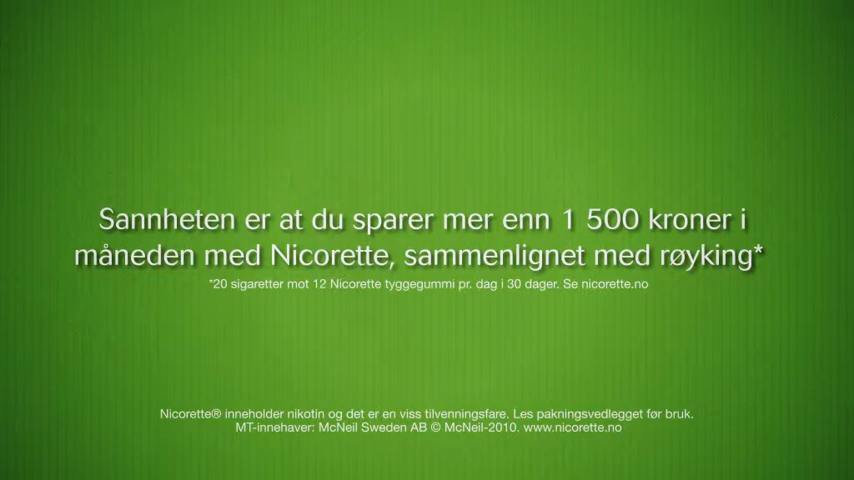 Sannheten er at du sparer mer enn 1 500 kroner i
måneden med Nicorette, sammenlignet med røyking*
*20 sigaretter mot 12 Nicorette tyggegummi pr. dag i 30 dager. Se nicorette.no
Nicorette® inneholder nikotin og det er en viss tilvenningsfare. Les pakningsvedlegget før bruk.
MT-innehaver: McNeil Sweden AB © McNeil-2010. www.nicorette.no